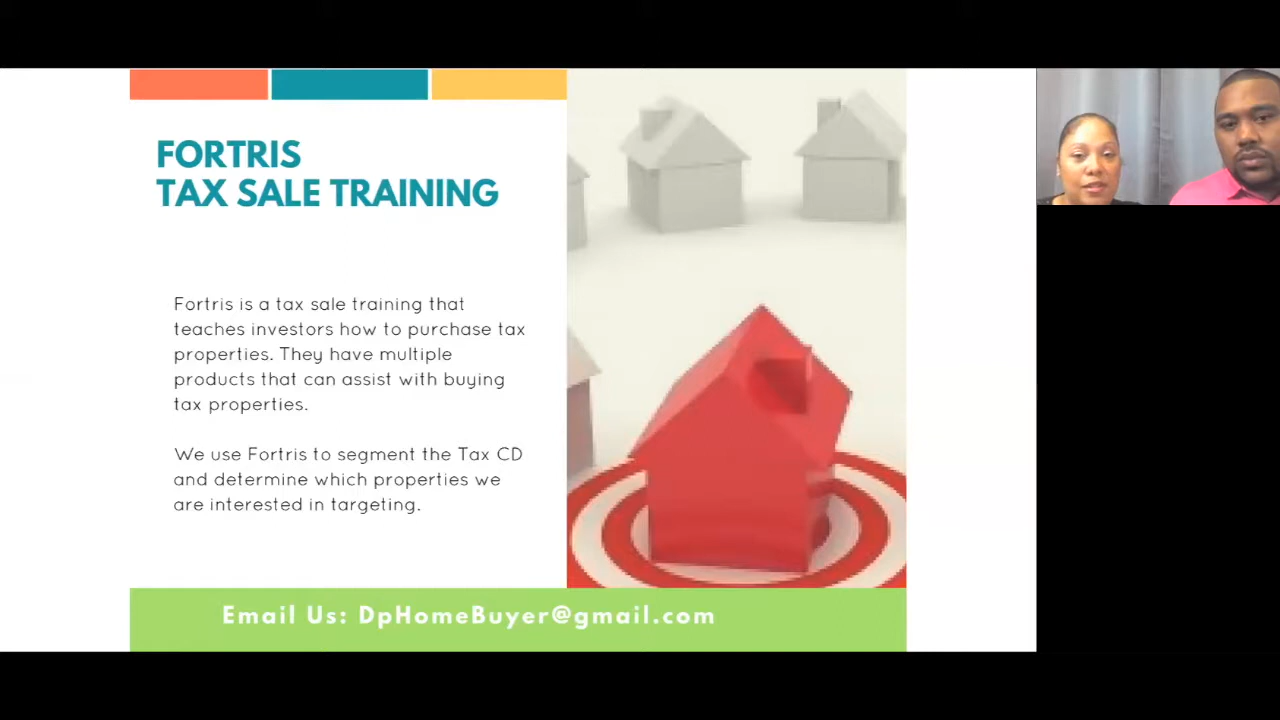 FORTRIS
TAX SALE TRAINING
Fortris is a tax sale training that
teaches investors how to purchase tax
properties. They have multiple
products that can assist with buying
tax properties.
We use Fortris to segment the Tax CD
and determine which properties we
are interested in targeting.
Email Us: DpHomeBuyer@gmail.com